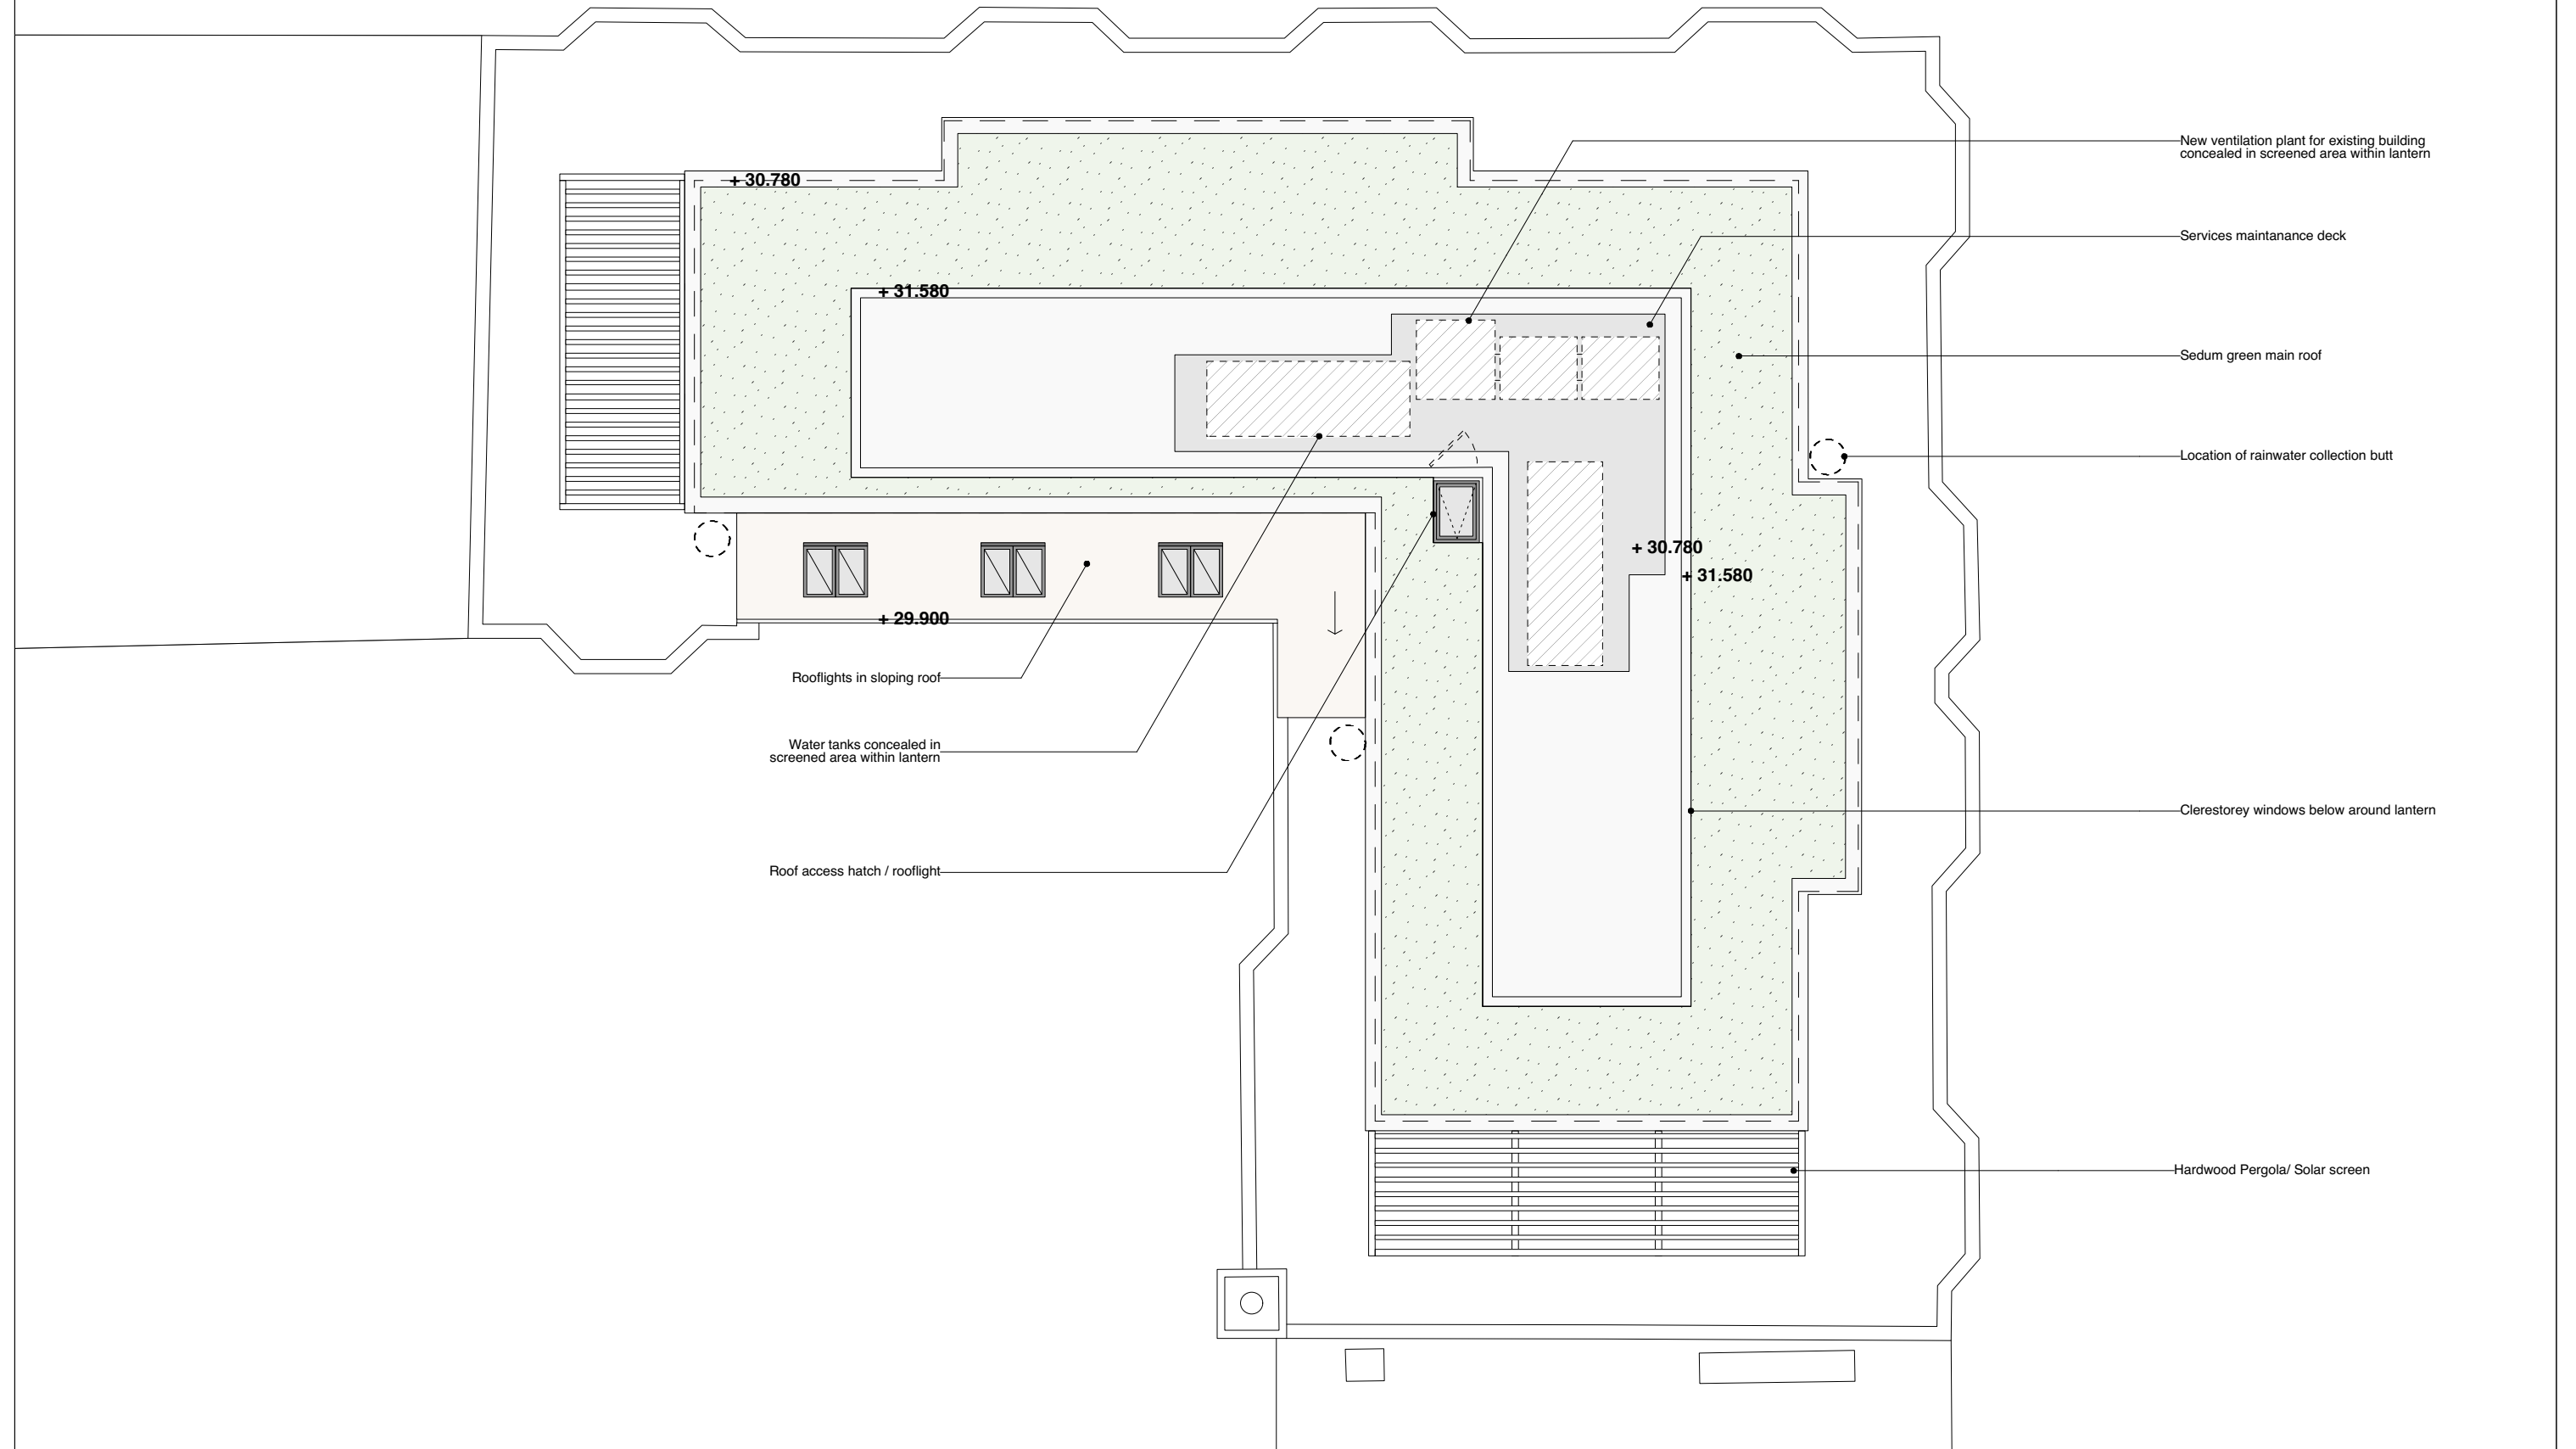 New ventilation plant for existing building
concealed in screened area within lantern
+ 30.780
Services maintanance deck
+ 31.580
Sedum green main roof
Location of rainwater collection butt
+ 30.780
+ 31.580
+ 29.900
Rooflights in sloping roof
Water tanks concealed in
screened area within lantern
Clerestorey windows below around lantern
Roof access hatch / rooflight
Hardwood Pergola/ Solar screen